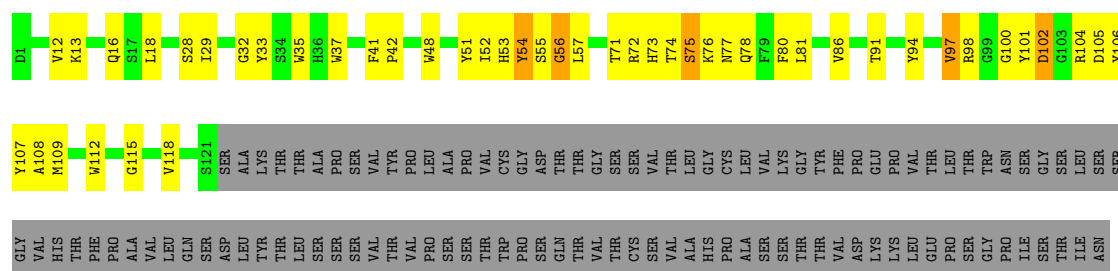 D1 V12 K13 Q16 S17 L18 S28 I29 G32 Y33 S34 W35 H36 W37 F41 P42 W48 Y51 I52 H53 Y54 S55 G56 L57 T71 R72 H73 T74 S75 K76 N77 Q78 F79 F80 L81 V86 T91 Y94 V97 R98 G99 G100 Y101 D102 G103 R104 D105 Y106
Y107 A108 M109 W112 G115 V118 S121 SER ALA LYS THR THR ALA PRO PRO SER VAL TYR PRO LEU ALA PRO VAL CYS GLY ASP THR THR GLY SER SER VAL THR LEU GLY CYS LEU VAL LYS GLY TYR PHE PRO GLU PRO VAL THR LEU THR TRP ASN SER GLY SER LEU SER SER
GLY VAL HIS THR PHE PRO ALA VAL LEU GLN SER ASP LEU TYR THR LEU SER SER SER VAL THR VAL PRO SER SER THR TRP PRO SER GLN THR VAL THR CYS SER VAL ALA HIS PRO ALA SER SER THR THR VAL ASP LYS LYS LEU GLU PRO SER GLY PRO ILE SER THR ILE ASN